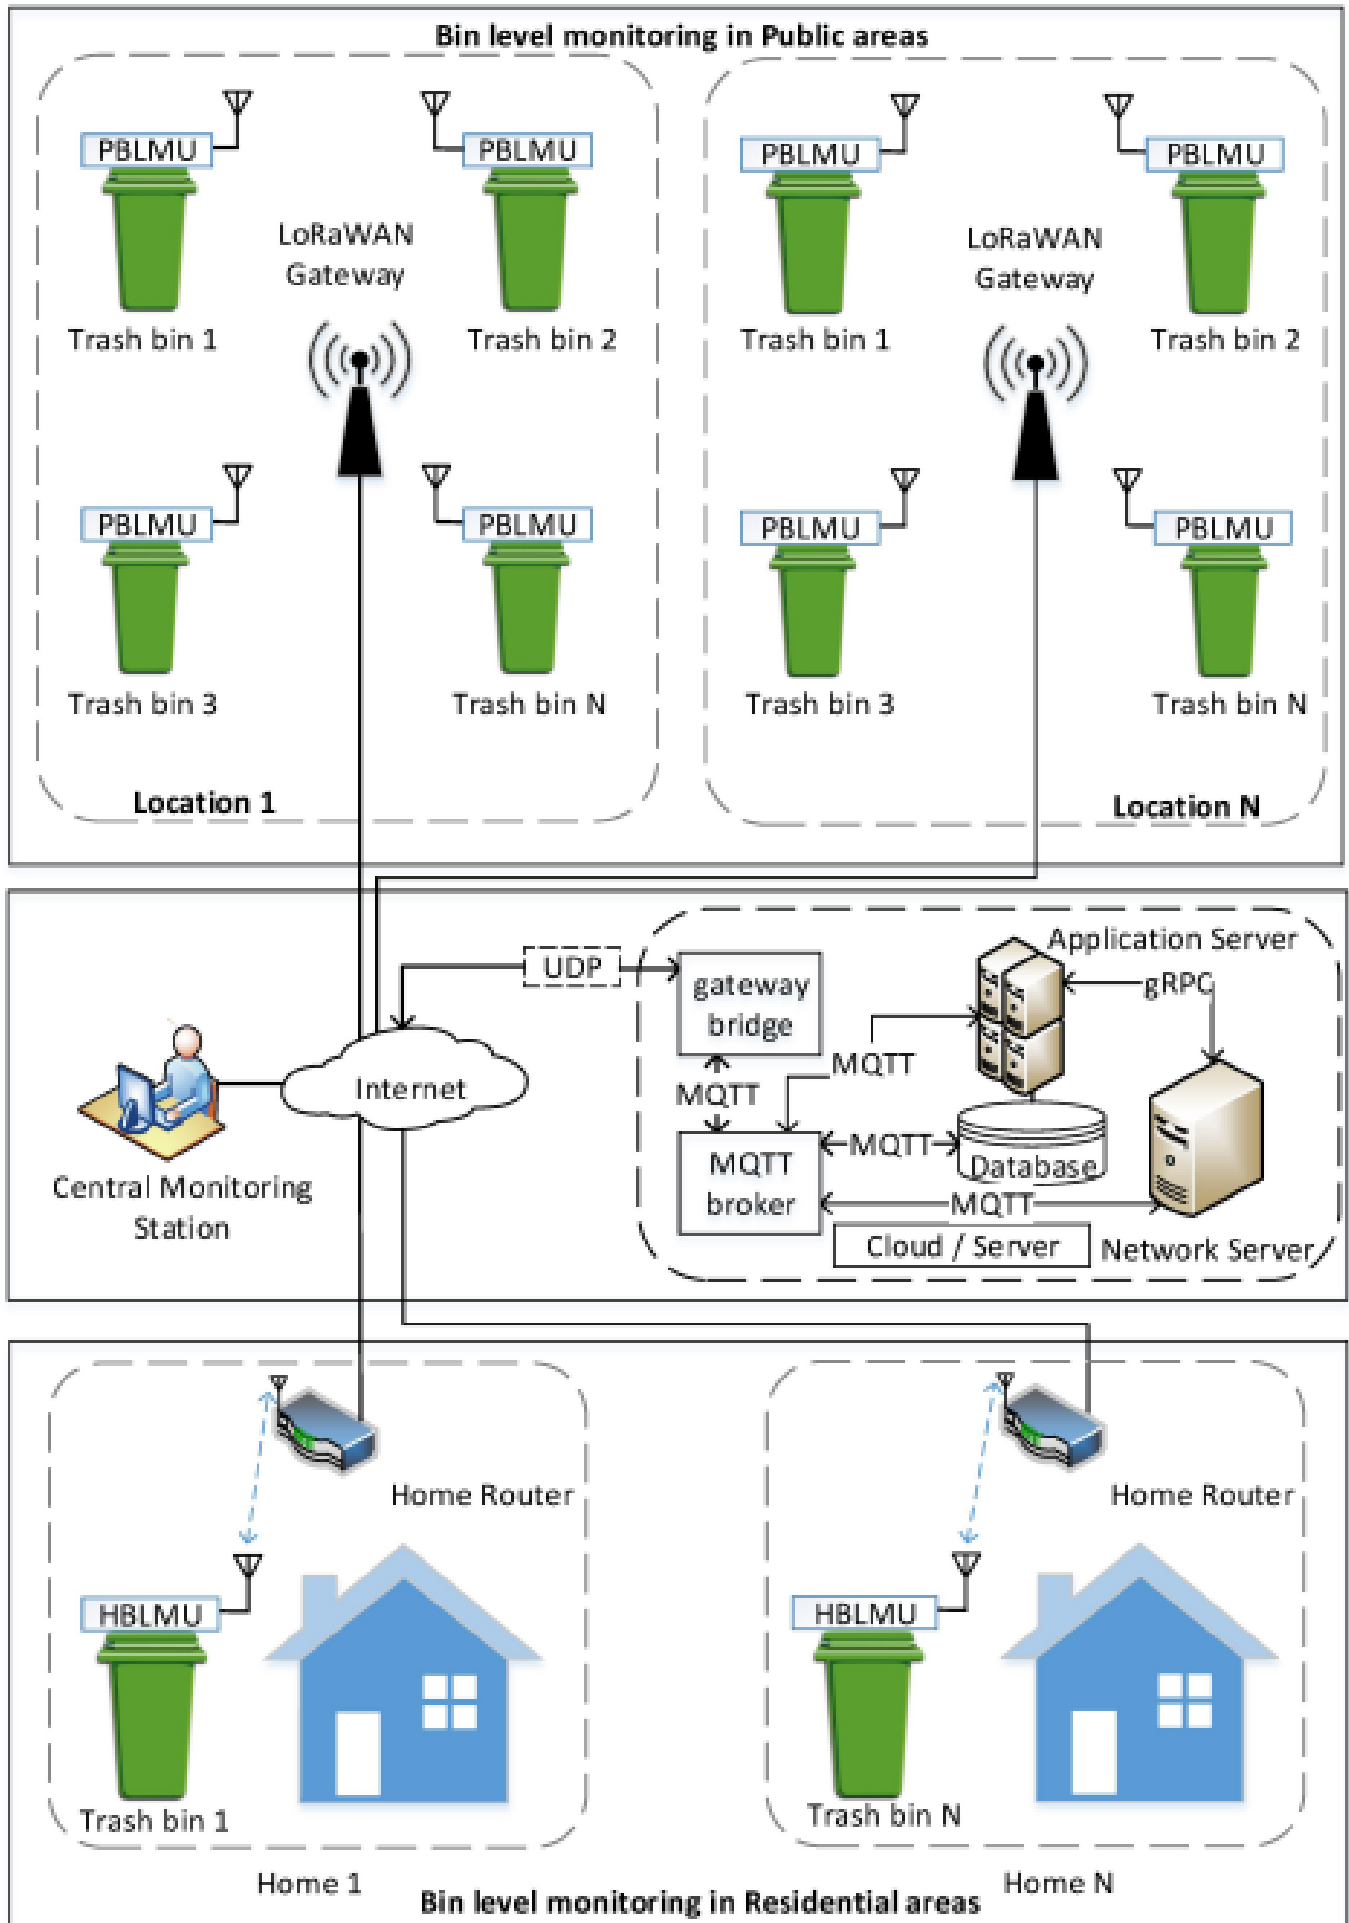 Bin level monitoring in Public areas
PBLMU
PBLMU
LoRaWAN
Gateway
Trash bin 1
Trash bin 2
PBLMU
PBLMU
Trash bin 3
Trash bin N
Location 1
PBLMU
PBLMU
LoRaWAN
Gateway
Trash bin 1
Trash bin 2
PBLMU
PBLMU
Trash bin 3
Trash bin N
Location N
UDP
gateway
bridge
Application Server
gRPC
MQTT
MQTT
Internet
MQTT
broker
MQTT
Database
MQTT
Cloud / Server
Network Server
Central Monitoring
Station
Home Router
HBLMU
Trash bin 1
Home 1
Home Router
HBLMU
Trash bin N
Home N
Bin level monitoring in Residential areas